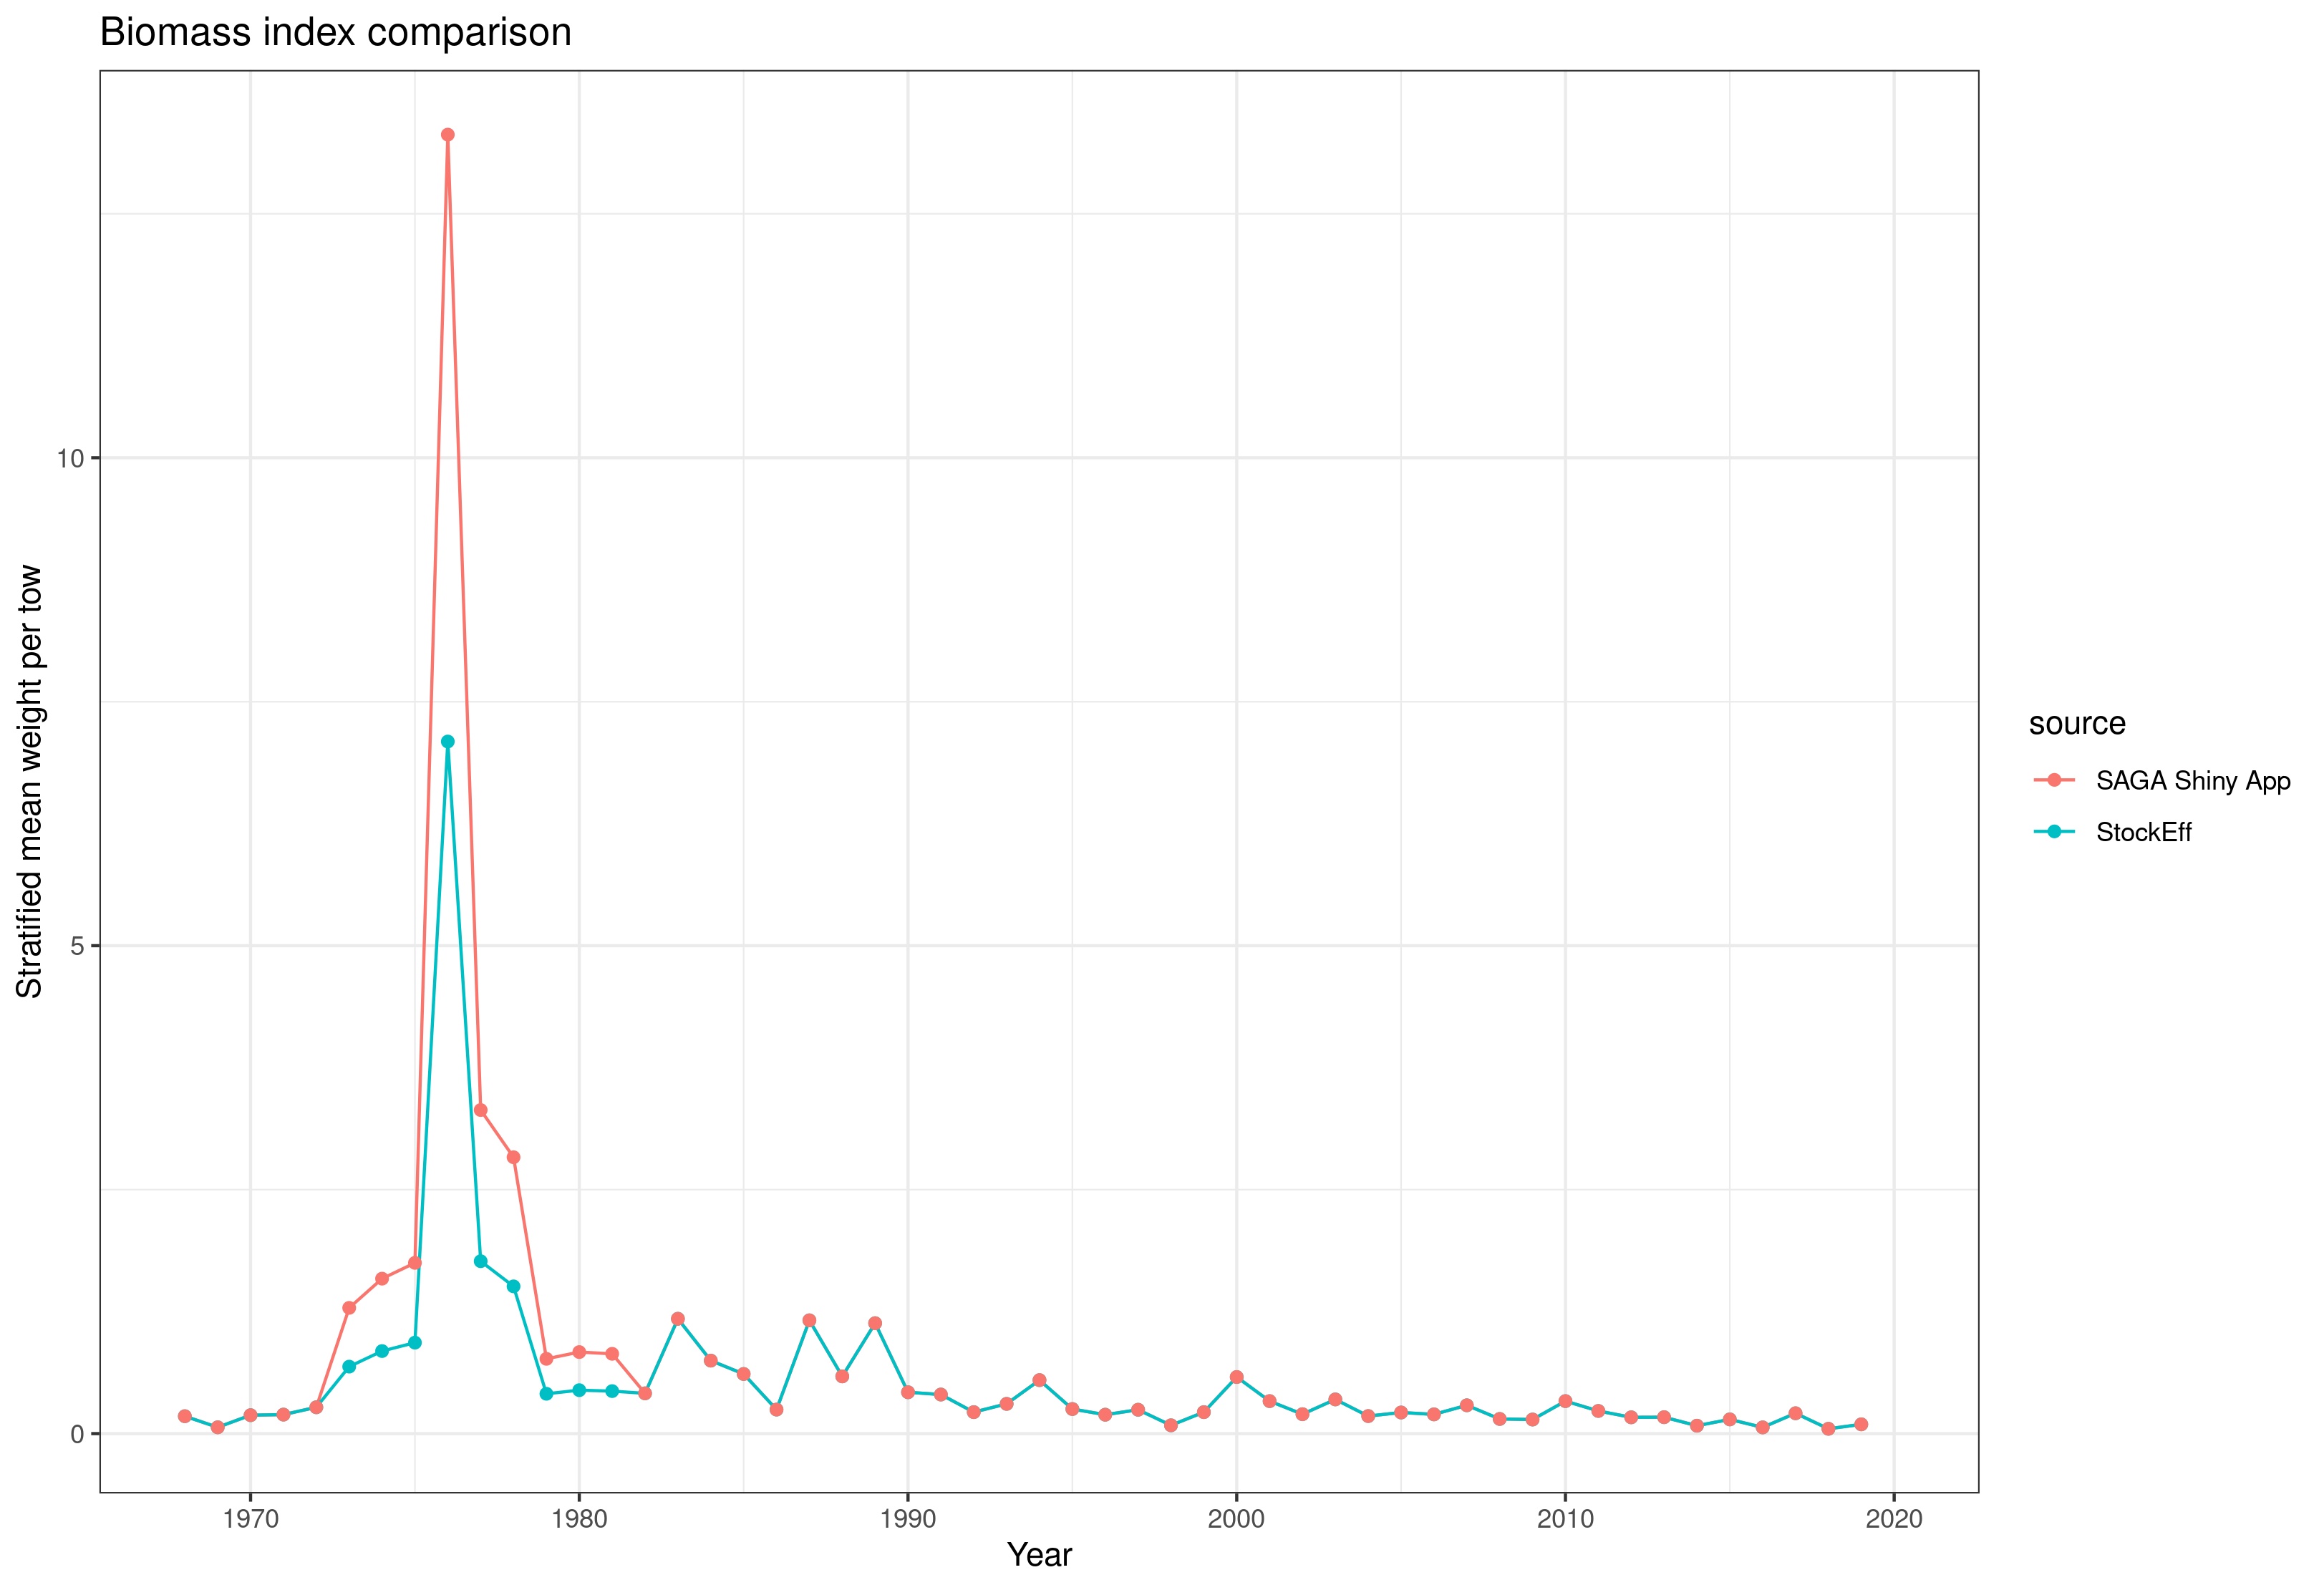 Biomass index comparison
Stratified mean weight per tow
10
5
0
1970
1980
1990
2000
2010
2020
Year
source
SAGA Shiny App
StockEff